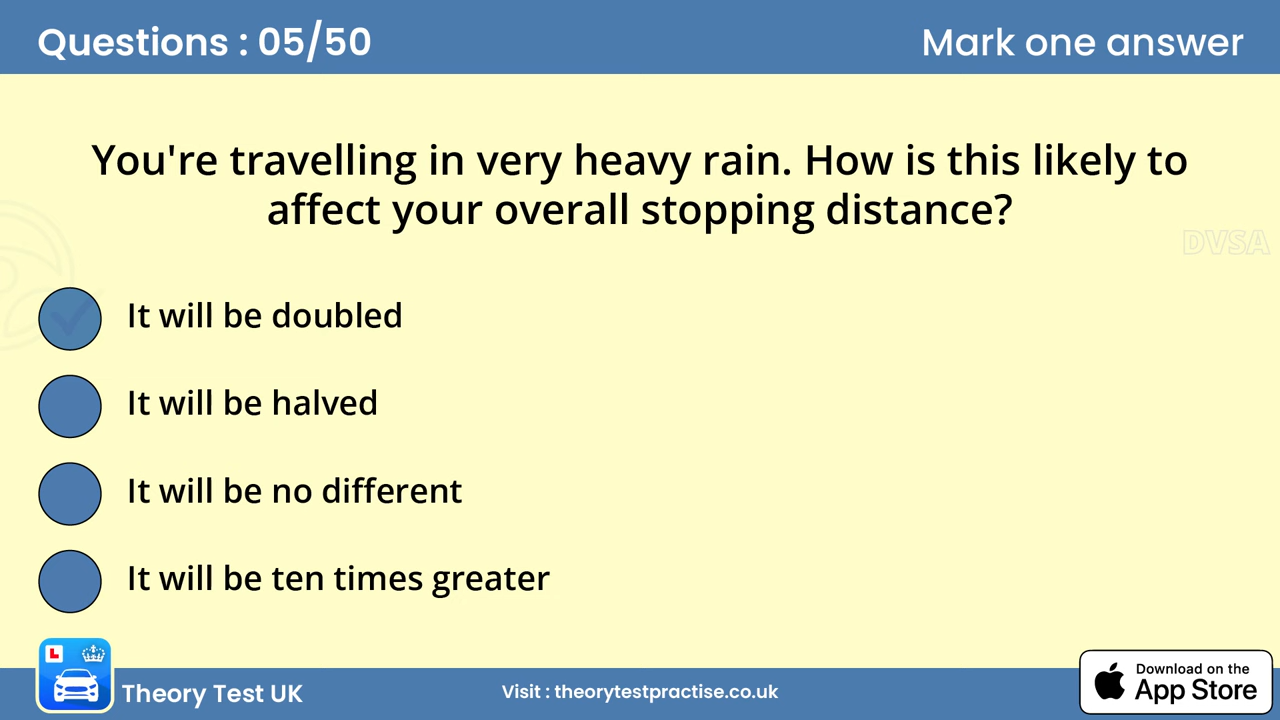 Questions : 05/50
Mark one answer
You're travelling in very heavy rain. How is this likely to
affect your overall stopping distance?
DVSA
It will be doubled
It will be halved
It will be no different
It will be ten times greater
L
Theory Test UK
Visit : theorytestpractise.co.uk
Download on the
App Store